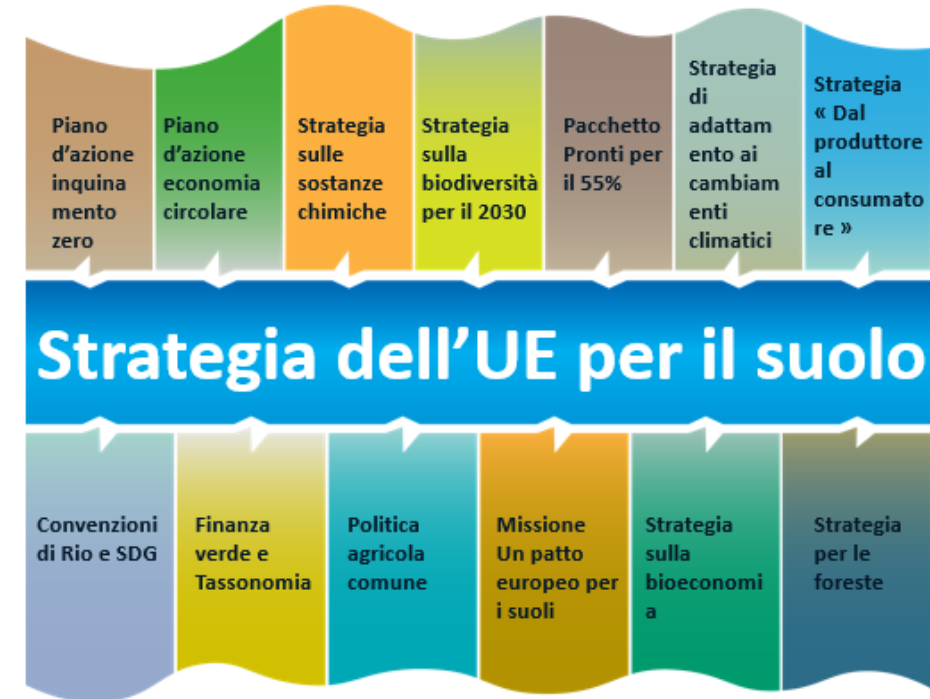 Piano
d’azione
inquina
mento
zero
Piano
d’azione
economia
circolare
Strategia
sulle
sostanze
chimiche
Strategia
sulla
biodiversità
per il 2030
Pacchetto
Pronti per
il 55%
Strategia
di
adattam
ento ai
cambiam
enti
climatici
Strategia
« Dal
produttore
al
consumato
re »
Strategia dell’UE per il suolo
Convenzioni
di Rio e SDG
Finanza
verde e
Tassonomia
Politica
agricola
comune
Missione
Un patto
europeo per
i suoli
Strategia
sulla
bioeconomi
a
Strategia
per le
foreste